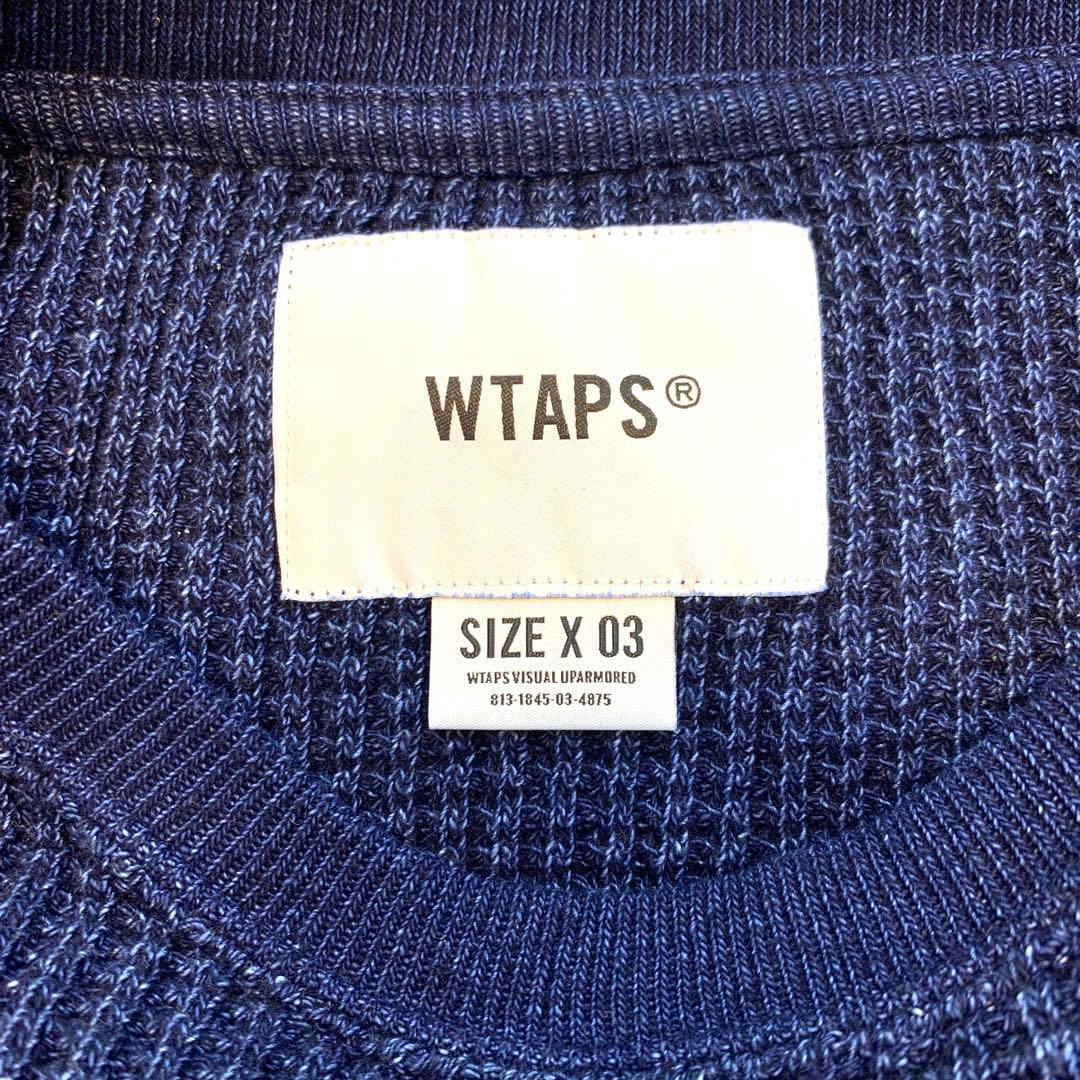 WTAPS®
SIZE X 03
WTAPS VISUAL UPARMORED
813-1845-03-4875